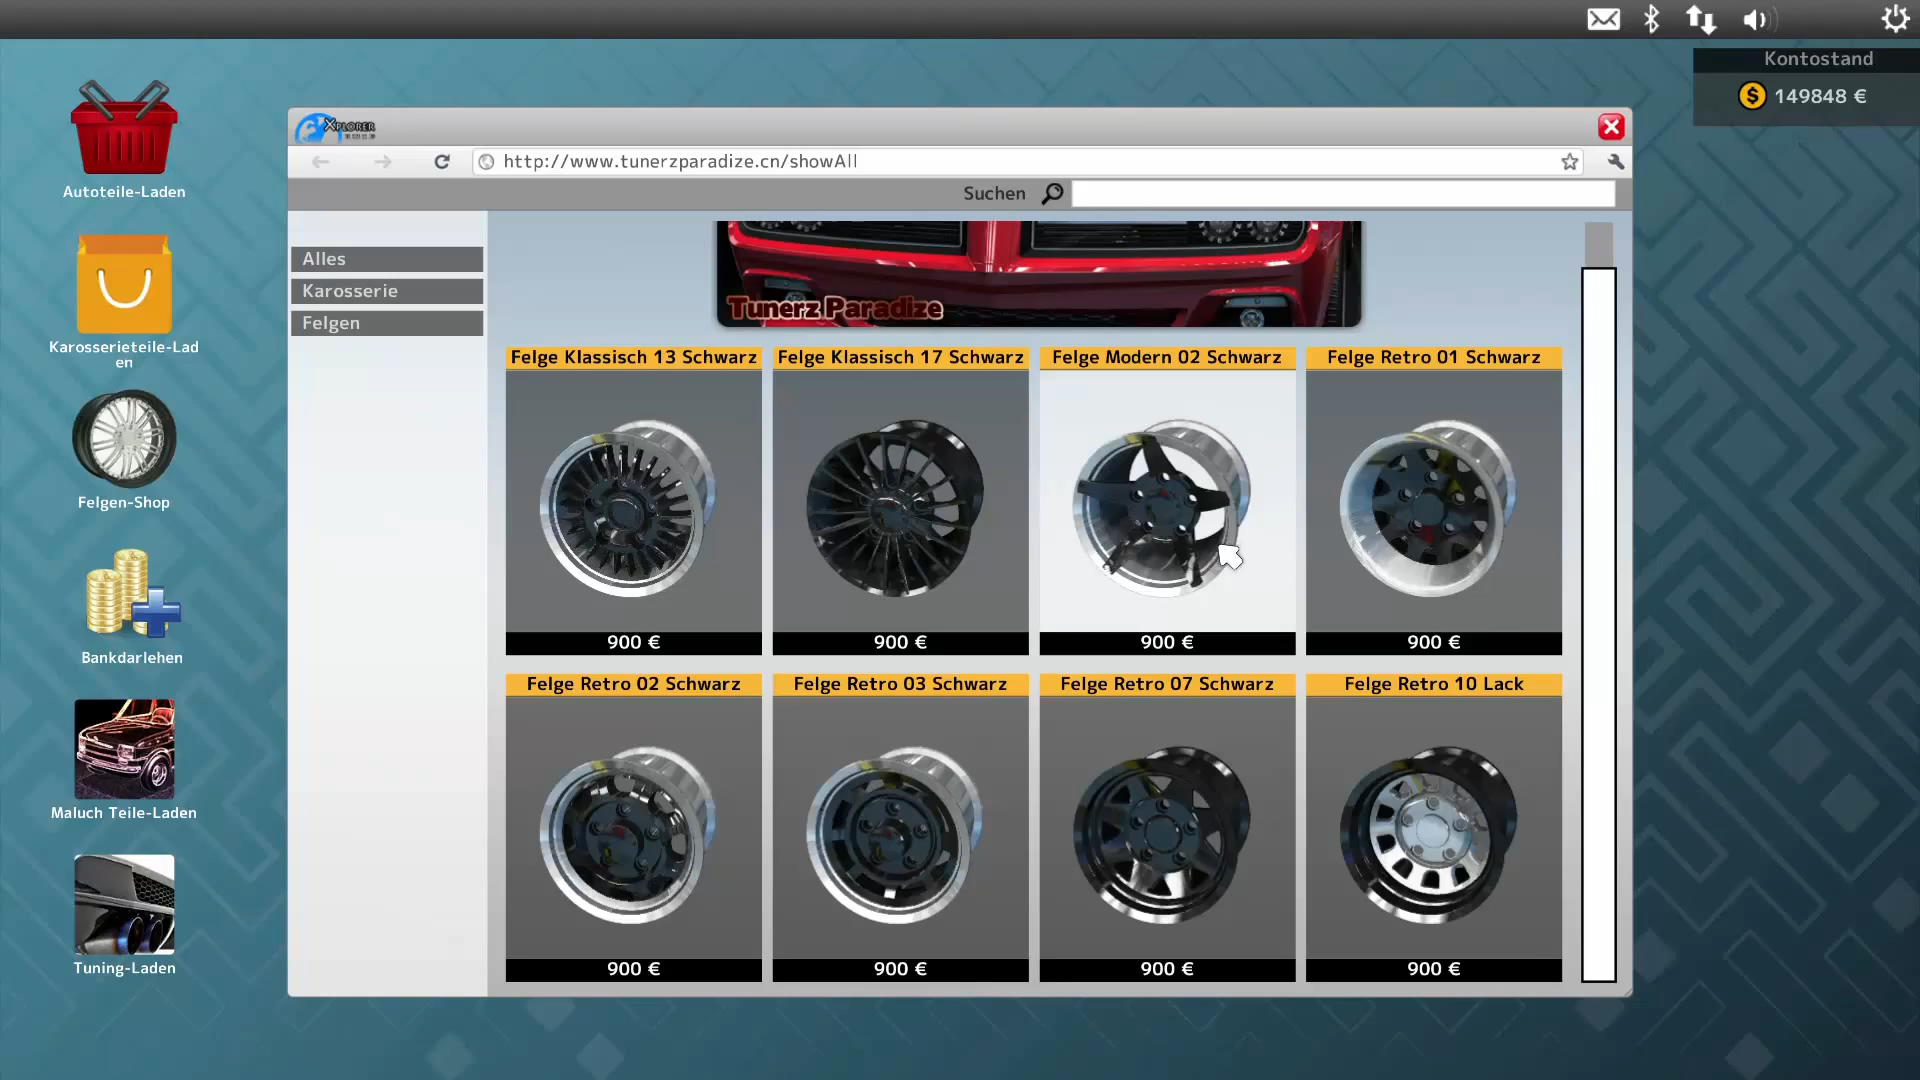 Kontostand
149848 €
XPLORER
http://www.tunerzparadize.cn/showAll
Suchen
Autoteile-Laden
Karosserieteile-Lad
en
Felgen-Shop
Bankdarlehen
Maluch Teile-Laden
Tuning-Laden
Alles
Karosserie
Felgen
Tunerz Paradize
Felge Klassisch 13 Schwarz
Felge Klassisch 17 Schwarz
Felge Modern 02 Schwarz
Felge Retro 01 Schwarz
900 €
900 €
900 €
900 €
Felge Retro 02 Schwarz
Felge Retro 03 Schwarz
Felge Retro 07 Schwarz
Felge Retro 10 Lack
900 €
900 €
900 €
900 €